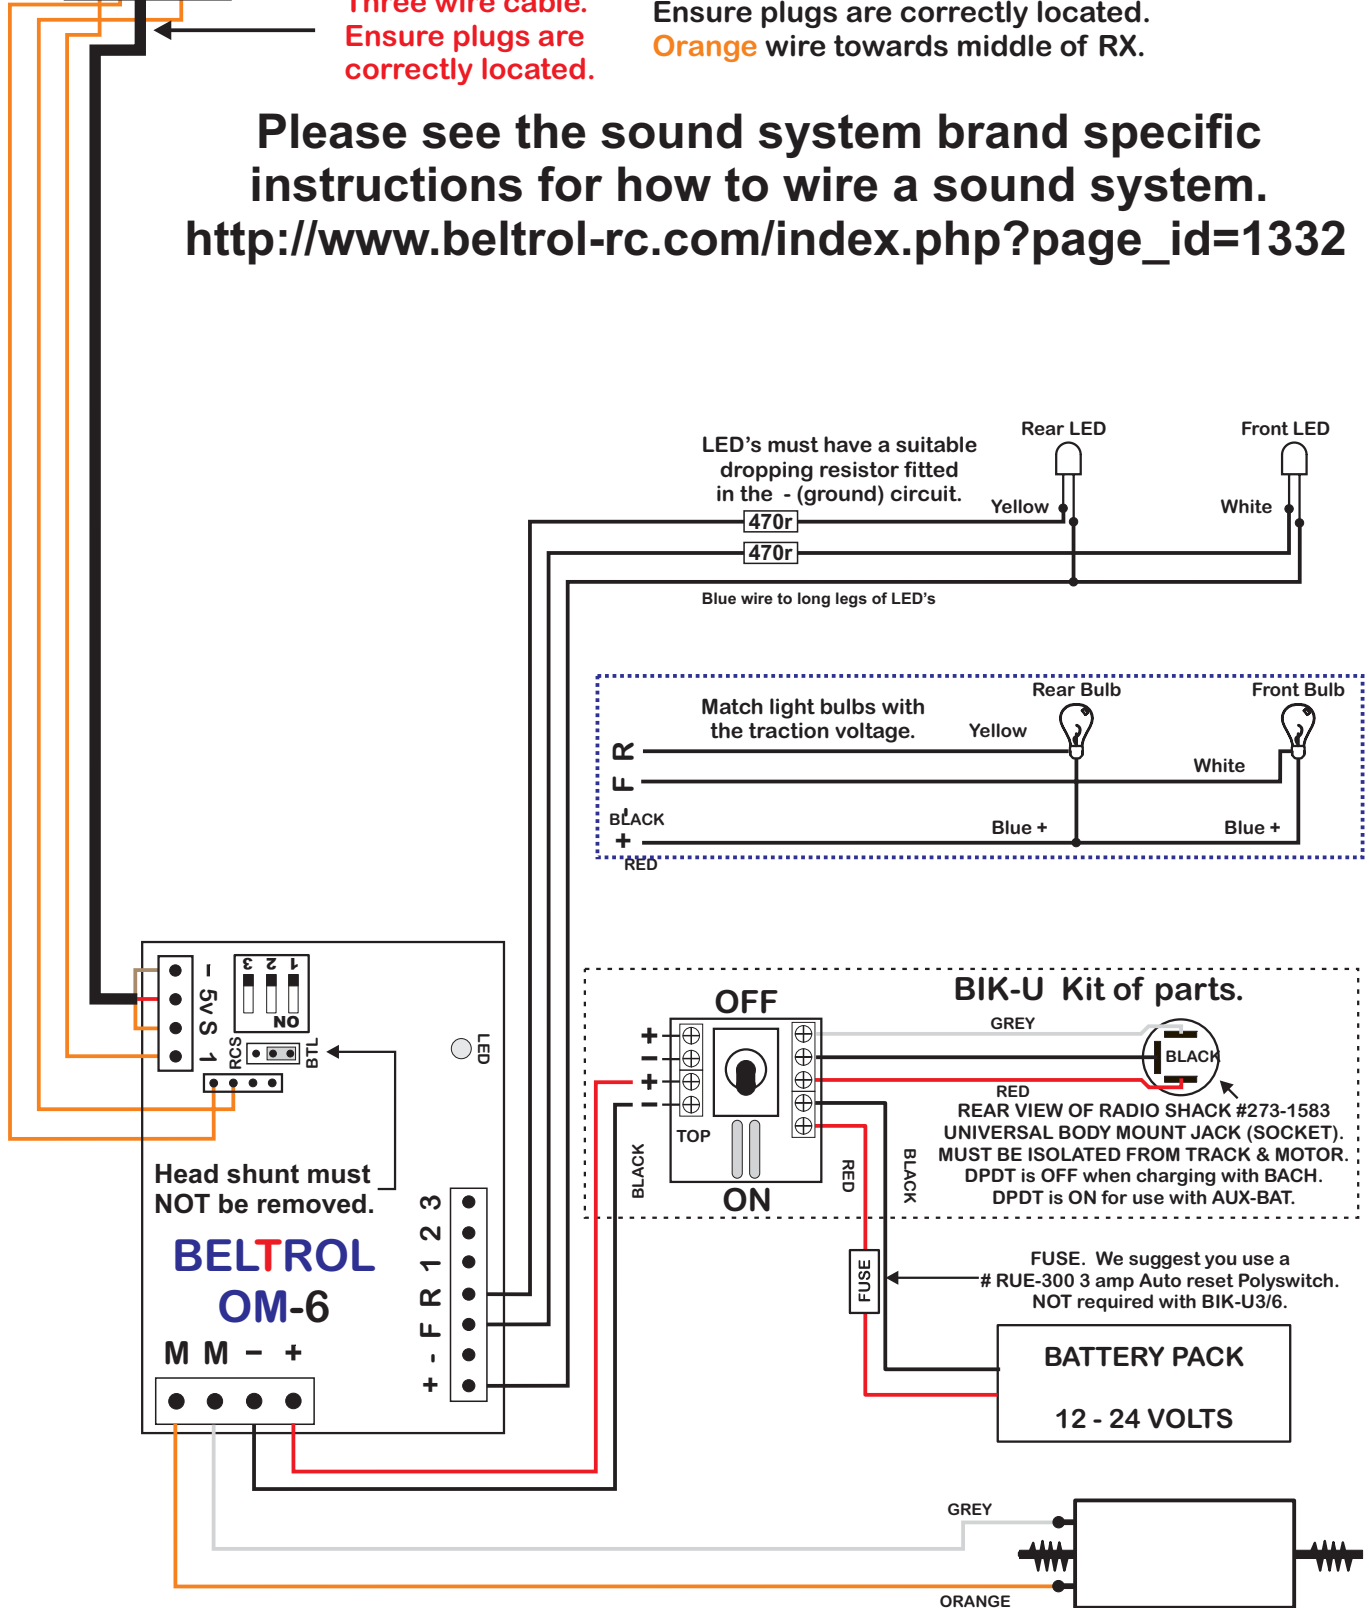 Three wire cable.
Ensure plugs are
correctly located.
Ensure plugs are correctly located.
Orange wire towards middle of RX.
Please see the sound system brand specific
instructions for how to wire a sound system.
http://www.beltrol-rc.com/index.php?page_id=1332
LED's must have a suitable
dropping resistor fitted
in the - (ground) circuit.
Rear LED
Front LED
Yellow
White
470r
470r
Blue wire to long legs of LED's
Match light bulbs with
the traction voltage.
Rear Bulb
Front Bulb
Yellow
White
R
F
-
BLACK
+
RED
Blue +
Blue +
- 5v S 1
3 2 1
ON
RCS
BTL
LED
Head shunt must
NOT be removed.
BELTROL
OM-6
M M - +
+ - F R 1 2 3
BIK-U Kit of parts.
OFF
+
-
+
-
TOP
ON
GREY
BLACK
RED
BLACK
RED
BLACK
REAR VIEW OF RADIO SHACK #273-1583
UNIVERSAL BODY MOUNT JACK (SOCKET).
MUST BE ISOLATED FROM TRACK & MOTOR.
DPDT is OFF when charging with BACH.
DPDT is ON for use with AUX-BAT.
FUSE
FUSE. We suggest you use a
# RUE-300 3 amp Auto reset Polyswitch.
NOT required with BIK-U3/6.
BATTERY PACK
12 - 24 VOLTS
GREY
ORANGE